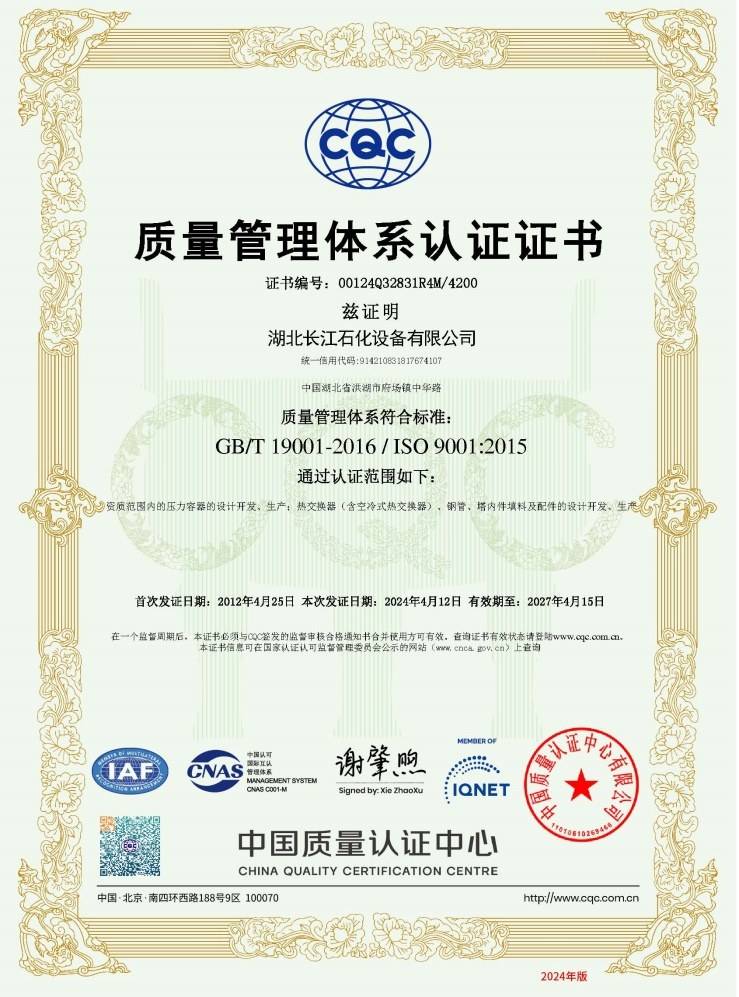 CQC
质量管理体系认证证书
证书编号：00124Q32831R4M/4200
兹证明
湖北长江石化设备有限公司
统一信用代码:914210831817674107
中国湖北省洪湖市府场镇中华路
质量管理体系符合标准：
GB/T 19001-2016 / ISO 9001:2015
通过认证范围如下：
资质范围内的压力容器的设计开发、生产；热交换器（含空冷式热交换器）、钢管、塔内件填料及配件的设计开发、生产
首次发证日期：2012年4月25日 本次发证日期：2024年4月12日 有效期至：2027年4月15日
在一个监督周期后，本证书必须与CQC签发的监督审核合格通知书合并使用方可有效。查询证书有效状态请登陆www.cqc.com.cn。
本证书信息可在国家认证认可监督管理委员会公示的网站（www.cnca.gov.cn）上查询
MEMBER OF MULTILATERAL
IAF
RECOGNITION ARRANGEMENT
CNAS
中国认可
国际互认
管理体系
MANAGEMENT SYSTEM
CNAS C001-M
谢肇煦
Signed by: Xie ZhaoXu
MEMBER OF
IQNET
中国质量认证中心有限公司
11010610269466
CQC
中国质量认证中心
CHINA QUALITY CERTIFICATION CENTRE
中国·北京·南四环西路188号9区 100070
http://www.cqc.com.cn
2024年版